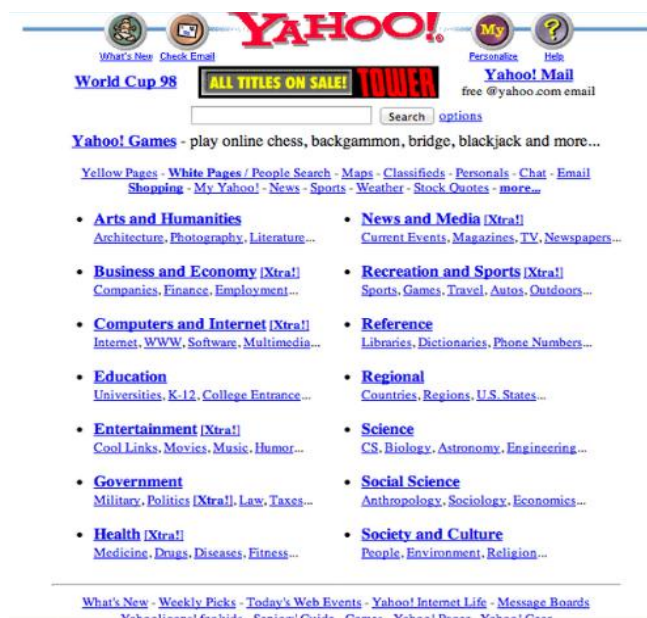 YAHOO!
My
?
What's New Check Email
Personalize Help
World Cup 98
ALL TITLES ON SALE! TOWER
Yahoo! Mail
free @yahoo.com email
Search options
Yahoo! Games - play online chess, backgammon, bridge, blackjack and more...
Yellow Pages - White Pages / People Search - Maps - Classifieds - Personals - Chat - Email
Shopping - My Yahoo! - News - Sports - Weather - Stock Quotes - more...
Arts and Humanities
Architecture, Photography, Literature...
Business and Economy [Xtra!]
Companies, Finance, Employment...
Computers and Internet [Xtra!]
Internet, WWW, Software, Multimedia...
Education
Universities, K-12, College Entrance...
Entertainment [Xtra!]
Cool Links, Movies, Music, Humor...
Government
Military, Politics [Xtra!], Law, Taxes...
Health [Xtra!]
Medicine, Drugs, Diseases, Fitness...
News and Media [Xtra!]
Current Events, Magazines, TV, Newspapers...
Recreation and Sports [Xtra!]
Sports, Games, Travel, Autos, Outdoors...
Reference
Libraries, Dictionaries, Phone Numbers...
Regional
Countries, Regions, U.S. States...
Science
CS, Biology, Astronomy, Engineering...
Social Science
Anthropology, Sociology, Economics...
Society and Culture
People, Environment, Religion...
What's New - Weekly Picks - Today's Web Events - Yahoo! Internet Life - Message Boards